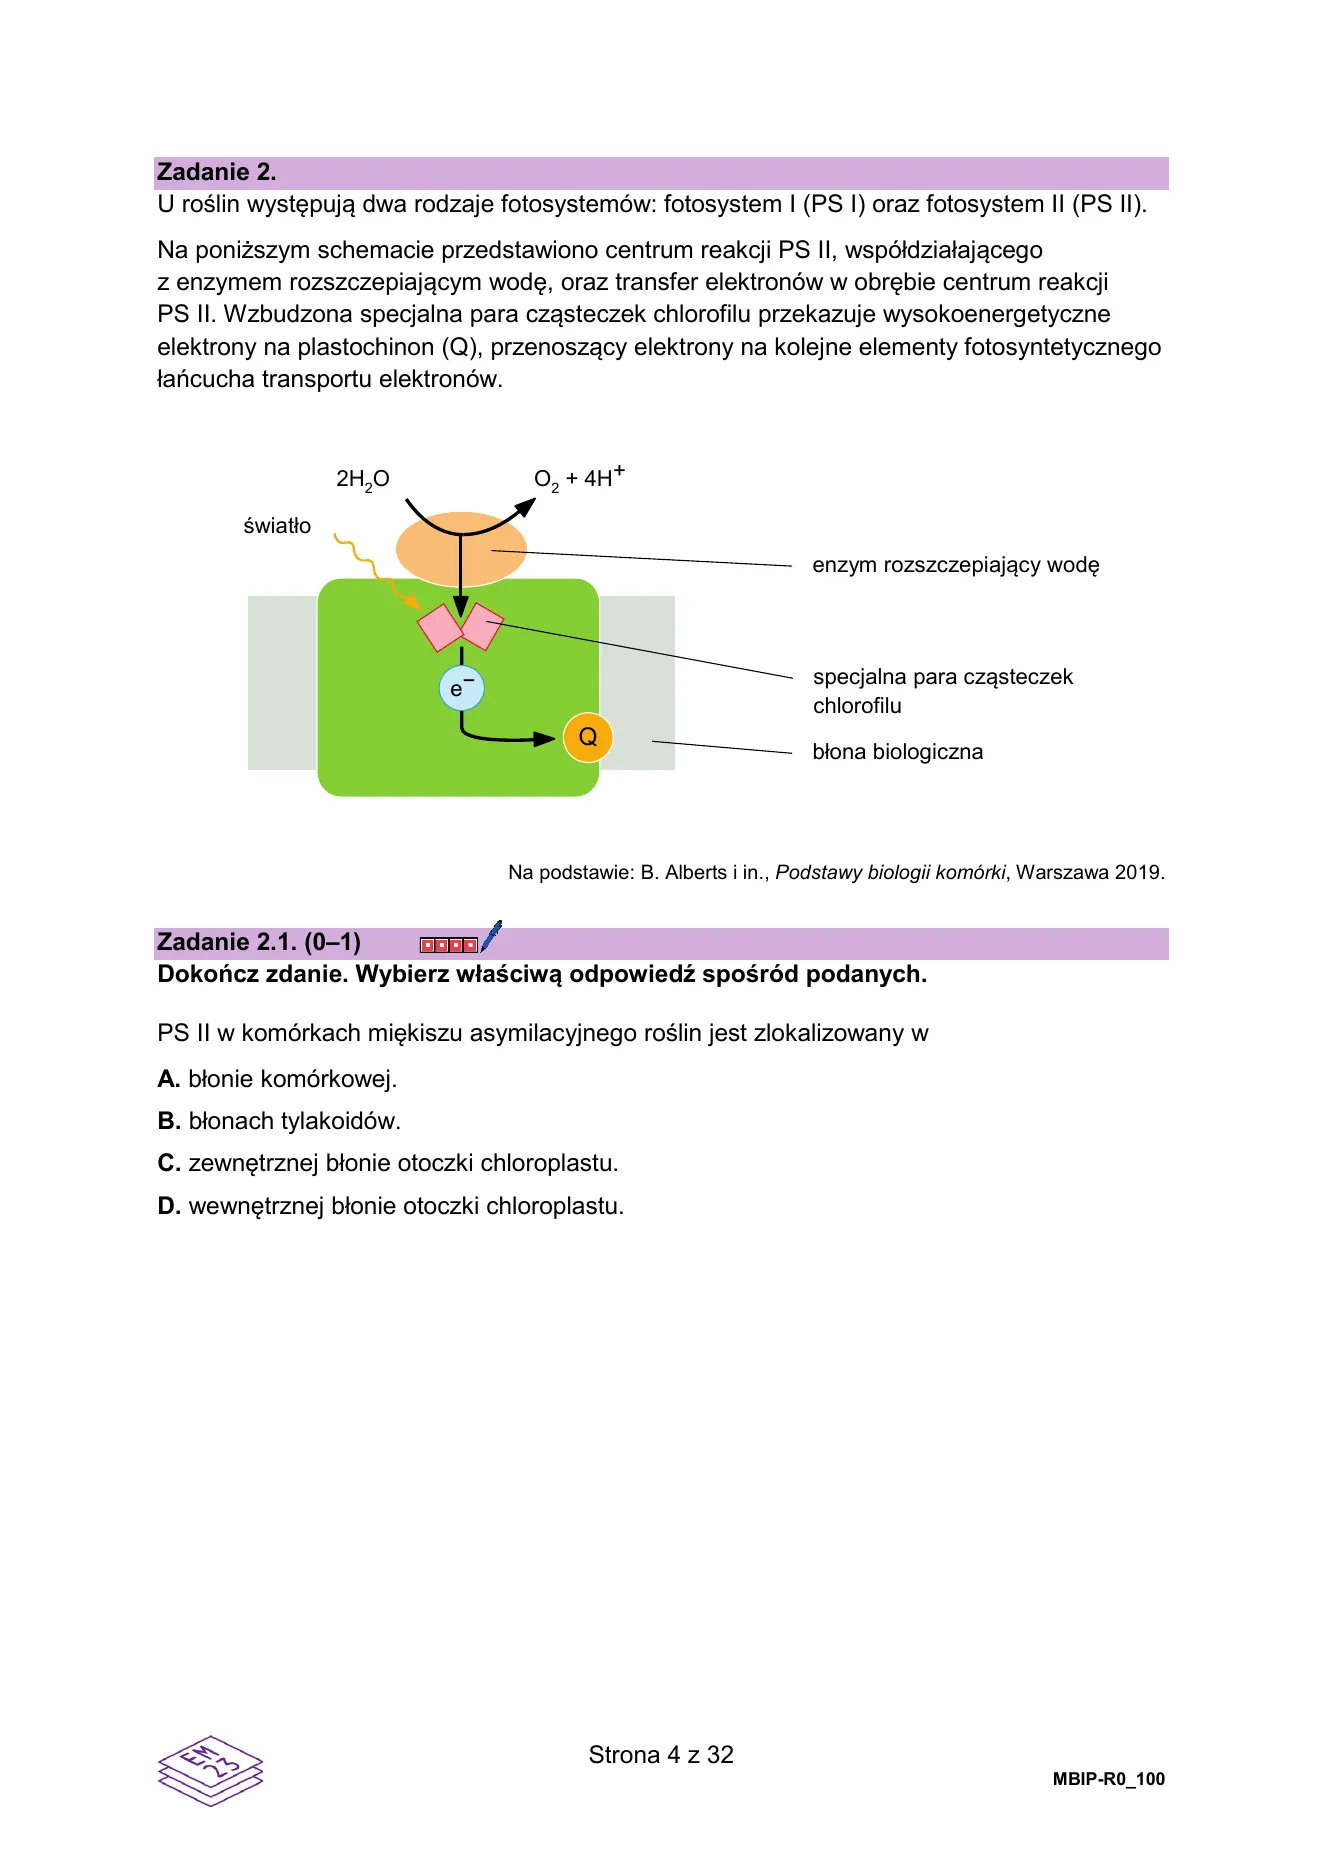 Zadanie 2.
U roślin występują dwa rodzaje fotosystemów: fotosystem I (PS I) oraz fotosystem II (PS II).
Na poniższym schemacie przedstawiono centrum reakcji PS II, współdziałającego
z enzymem rozszczepiającym wodę, oraz transfer elektronów w obrębie centrum reakcji
PS II. Wzbudzona specjalna para cząsteczek chlorofilu przekazuje wysokoenergetyczne
elektrony na plastochinon (Q), przenoszący elektrony na kolejne elementy fotosyntetycznego
łańcucha transportu elektronów.
2H₂O
O₂ + 4H⁺
światło
enzym rozszczepiający wodę
specjalna para cząsteczek
chlorofilu
e⁻
Q
błona biologiczna
Na podstawie: B. Alberts i in., Podstawy biologii komórki, Warszawa 2019.
Zadanie 2.1. (0–1)
Dokończ zdanie. Wybierz właściwą odpowiedź spośród podanych.
PS II w komórkach miękiszu asymilacyjnego roślin jest zlokalizowany w
A. błonie komórkowej.
B. błonach tylakoidów.
C. zewnętrznej błonie otoczki chloroplastu.
D. wewnętrznej błonie otoczki chloroplastu.
EM
23
Strona 4 z 32
MBIP-R0_100